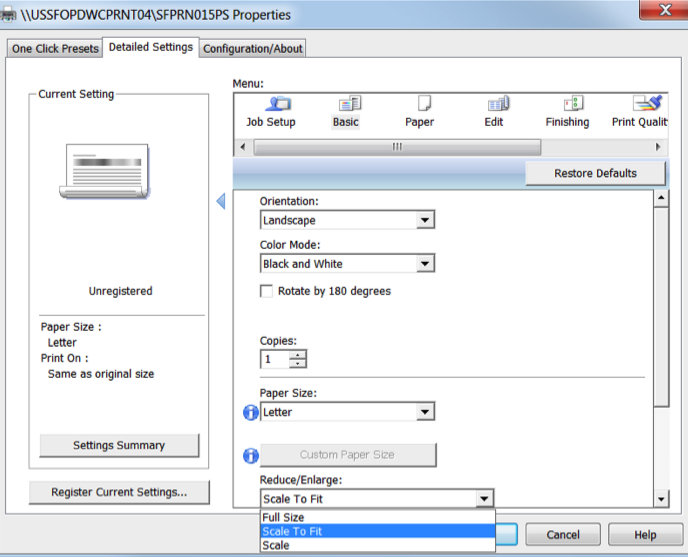 \\USSFOPDWCPRNT04\SFPRN015PS Properties
One Click Presets
Detailed Settings
Configuration/About
Current Setting
Unregistered
Paper Size :
Letter
Print On :
Same as original size
Settings Summary
Register Current Settings...
Menu:
Job Setup
Basic
Paper
Edit
Finishing
Print Qualit
Restore Defaults
Orientation:
Landscape
Color Mode:
Black and White
Rotate by 180 degrees
Copies:
1
Paper Size:
Letter
Custom Paper Size
Reduce/Enlarge:
Scale To Fit
Full Size
Scale To Fit
Scale
Cancel
Help